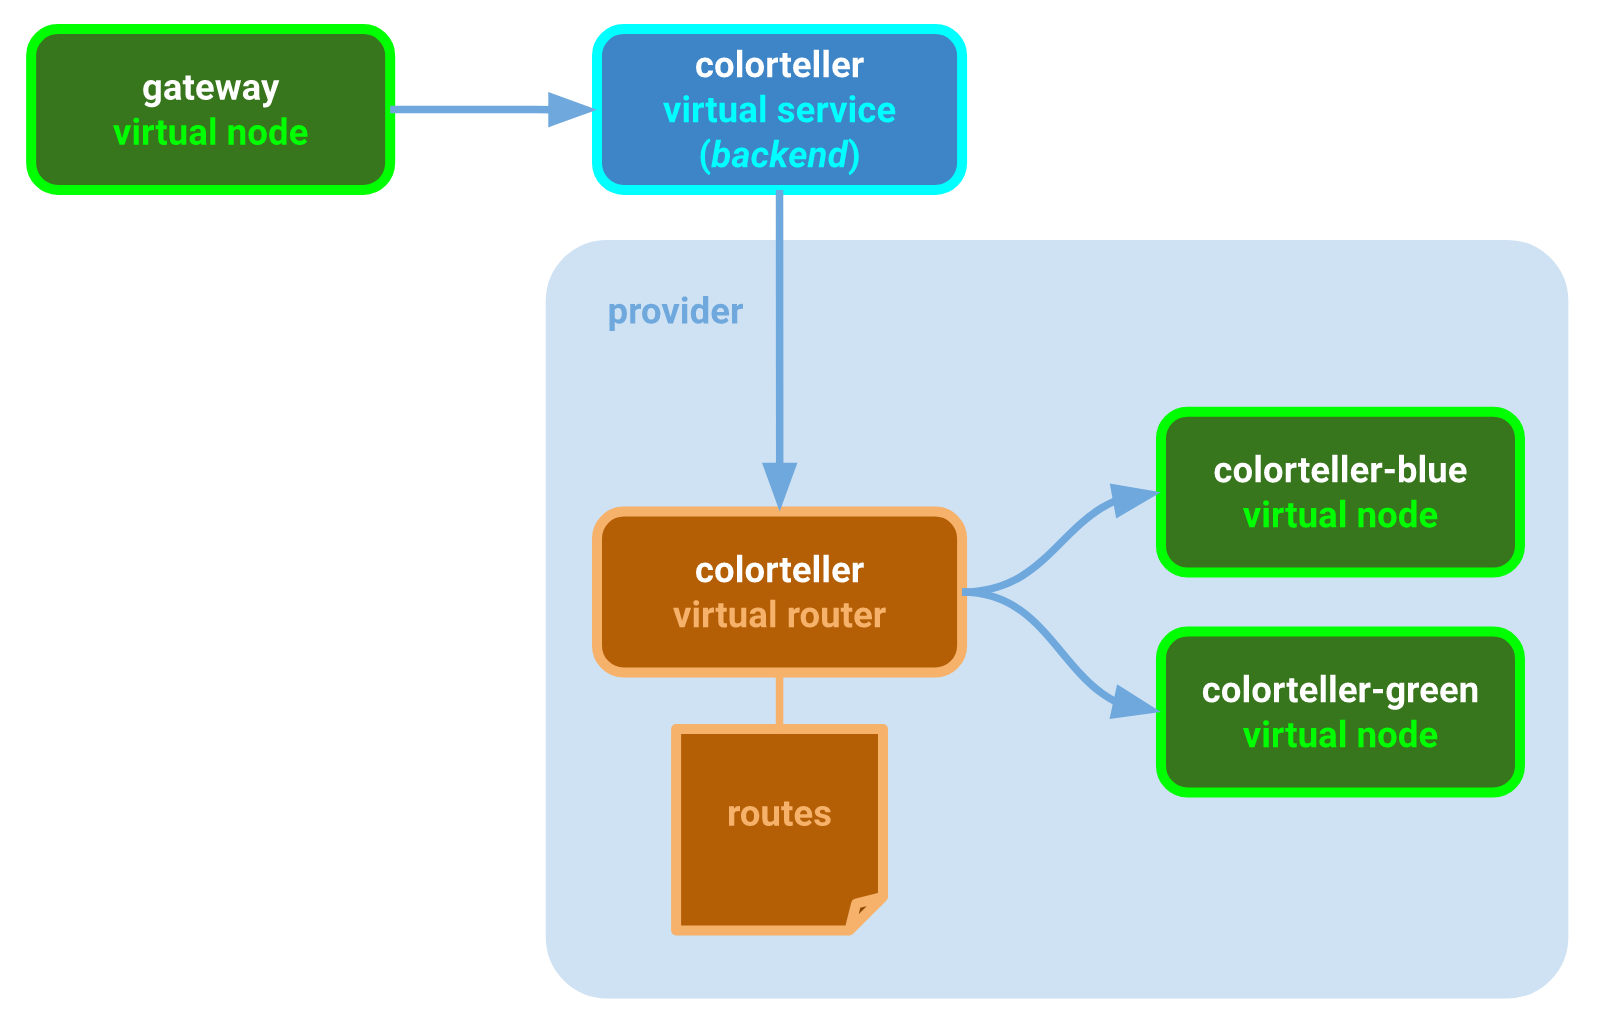 gateway
virtual node
colorteller
virtual service
(backend)
provider
colorteller
virtual router
routes
colorteller-blue
virtual node
colorteller-green
virtual node